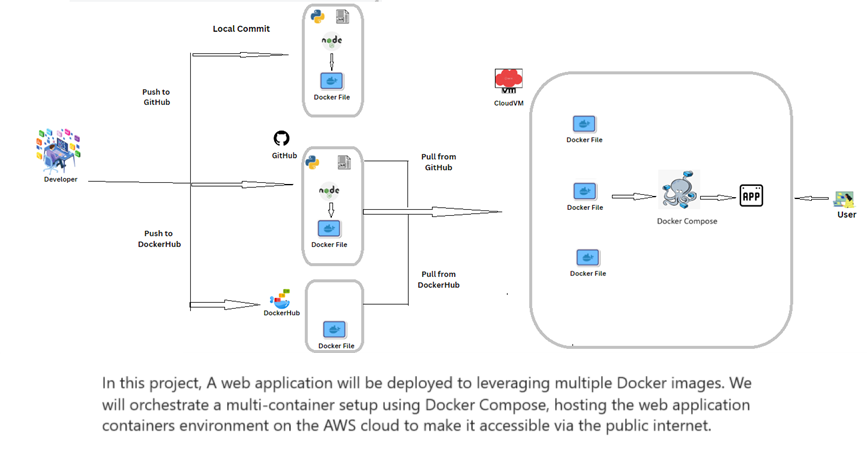 Local Commit
node
Docker File
Push to
GitHub
vm
CloudVM
Docker File
GitHub
Developer
node
Docker File
Pull from
GitHub
Docker File
Docker Compose
APP
User
Push to
DockerHub
Docker File
Pull from
DockerHub
DockerHub
Docker File
In this project, A web application will be deployed to leveraging multiple Docker images. We
will orchestrate a multi-container setup using Docker Compose, hosting the web application
containers environment on the AWS cloud to make it accessible via the public internet.